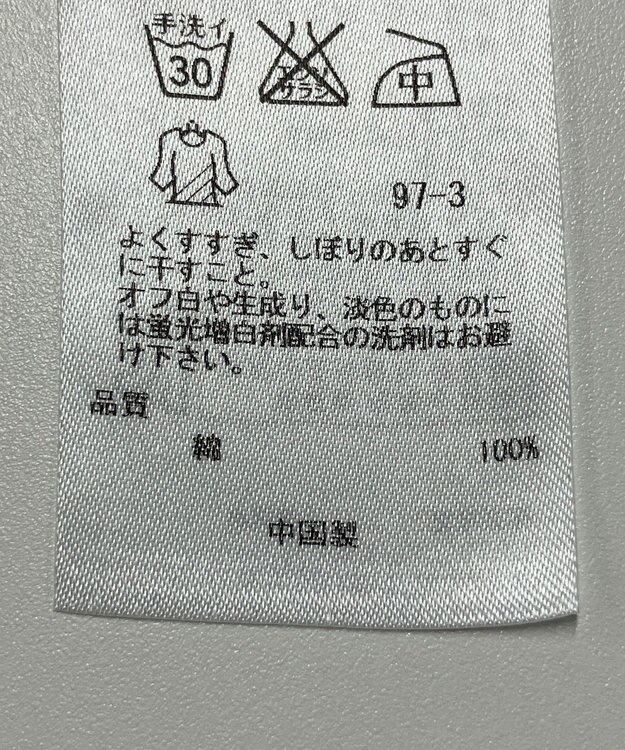 手洗イ
30
エンソ
サラシ
中
97-3
よくすすぎ、しぼりのあとすぐ
に干すこと。
オフ白や生成り、淡色のものに
は蛍光増白剤配合の洗剤はお避
け下さい。
品質
綿 100%
中国製